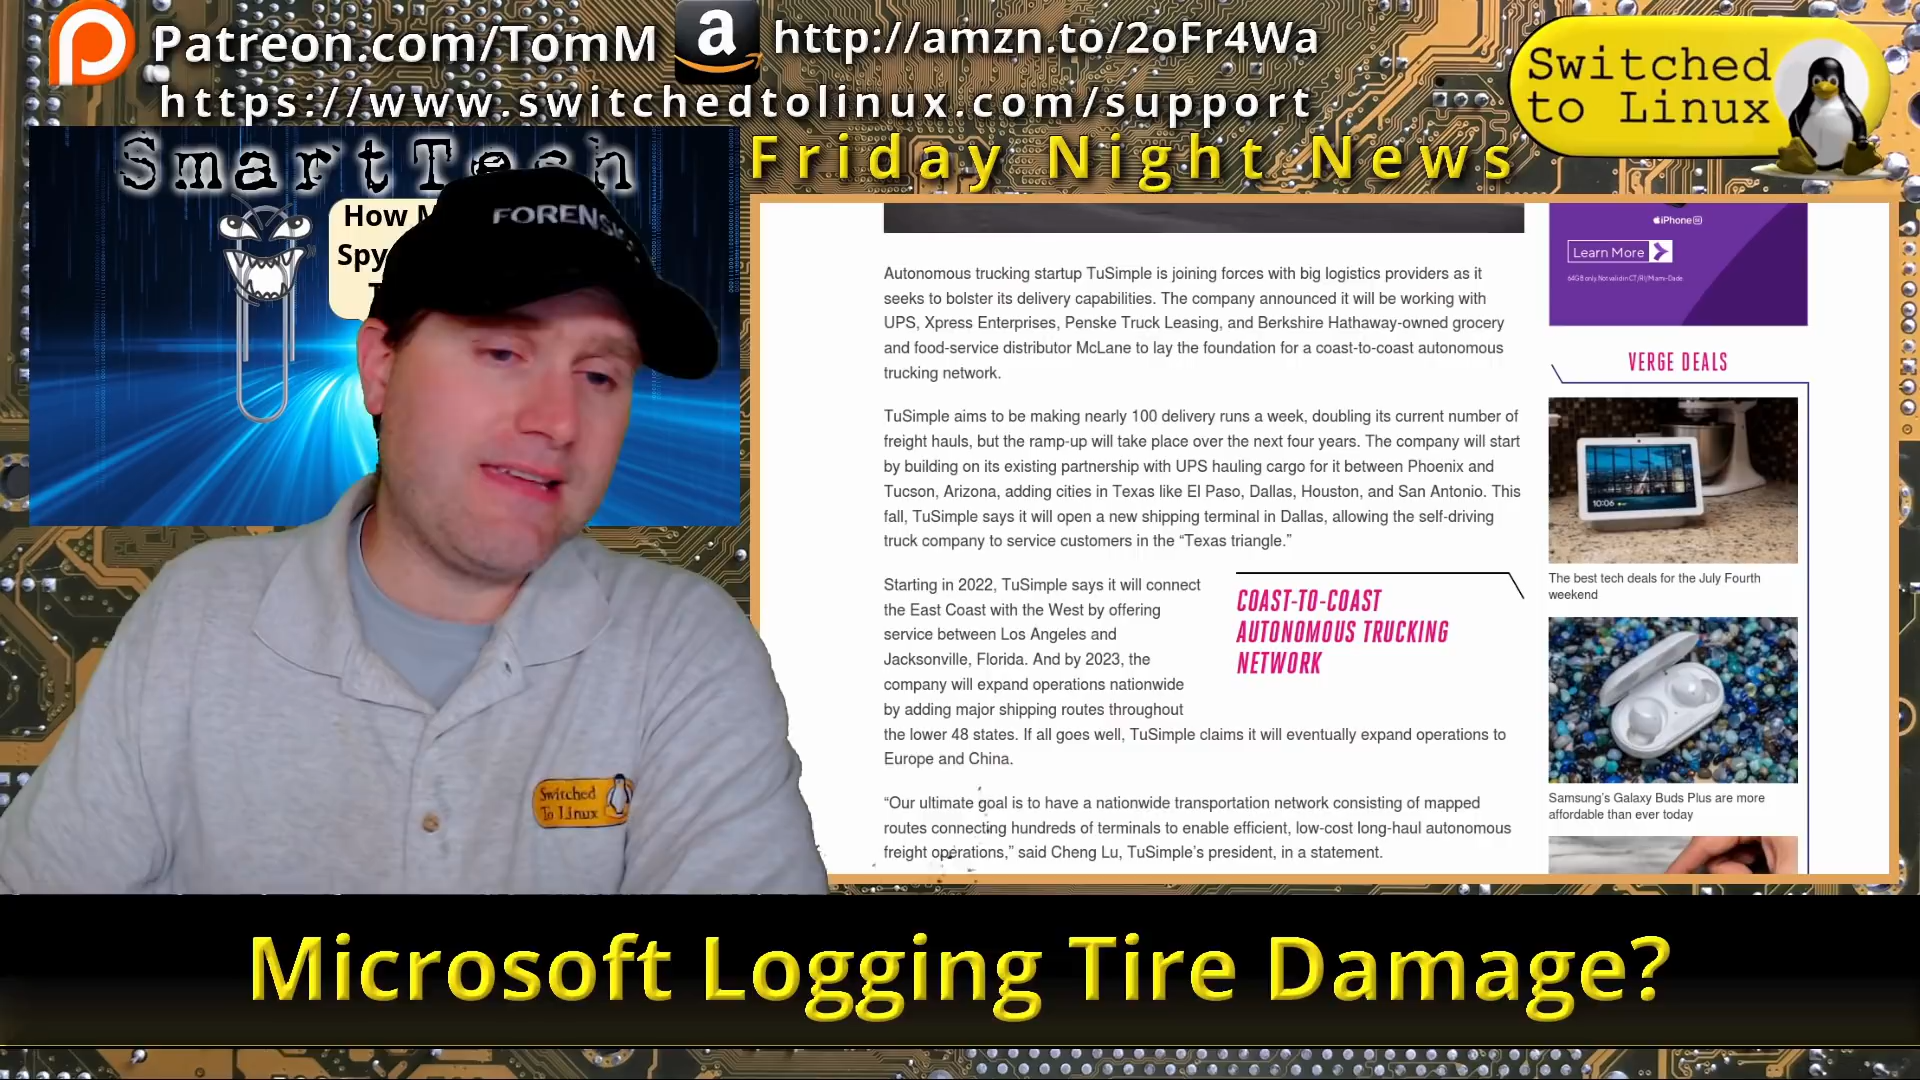 Patreon.com/TomM
http://amzn.to/2oFr4Wa
https://www.switchedtolinux.com/support
Switched
to Linux
Friday Night News
SmartTech
How
Spy
FORENS
Autonomous trucking startup TuSimple is joining forces with big logistics providers as it
seeks to bolster its delivery capabilities. The company announced it will be working with
UPS, Xpress Enterprises, Penske Truck Leasing, and Berkshire Hathaway-owned grocery
and food-service distributor McLane to lay the foundation for a coast-to-coast autonomous
trucking network.
TuSimple aims to be making nearly 100 delivery runs a week, doubling its current number of
freight hauls, but the ramp-up will take place over the next four years. The company will start
by building on its existing partnership with UPS hauling cargo for it between Phoenix and
Tucson, Arizona, adding cities in Texas like El Paso, Dallas, Houston, and San Antonio. This
fall, TuSimple says it will open a new shipping terminal in Dallas, allowing the self-driving
truck company to service customers in the “Texas triangle.”
Starting in 2022, TuSimple says it will connect
the East Coast with the West by offering
service between Los Angeles and
Jacksonville, Florida. And by 2023, the
company will expand operations nationwide
by adding major shipping routes throughout
the lower 48 states. If all goes well, TuSimple claims it will eventually expand operations to
Europe and China.
COAST-TO-COAST
AUTONOMOUS TRUCKING
NETWORK
“Our ultimate goal is to have a nationwide transportation network consisting of mapped
routes connecting hundreds of terminals to enable efficient, low-cost long-haul autonomous
freight operations,” said Cheng Lu, TuSimple’s president, in a statement.
iPhone SE
Learn More
64GB only. Not valid in CT/RI/Miami-Dade.
VERGE DEALS
10:06
The best tech deals for the July Fourth
weekend
Samsung’s Galaxy Buds Plus are more
affordable than ever today
Switched
To Linux
Microsoft Logging Tire Damage?